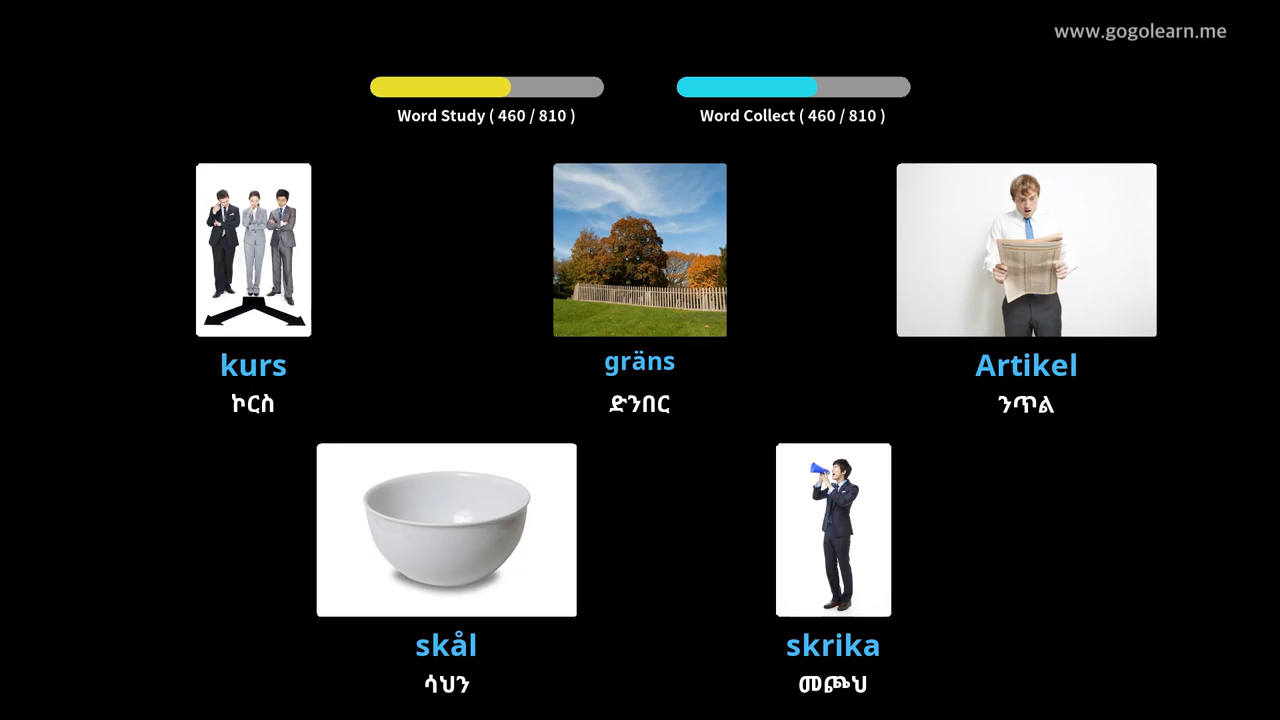 www.gogolearn.me
Word Study ( 460 / 810 )
Word Collect ( 460 / 810 )
kurs
ኮርስ
gräns
ድንበር
Artikel
ንጥል
skål
ሳህን
skrika
መጮህ